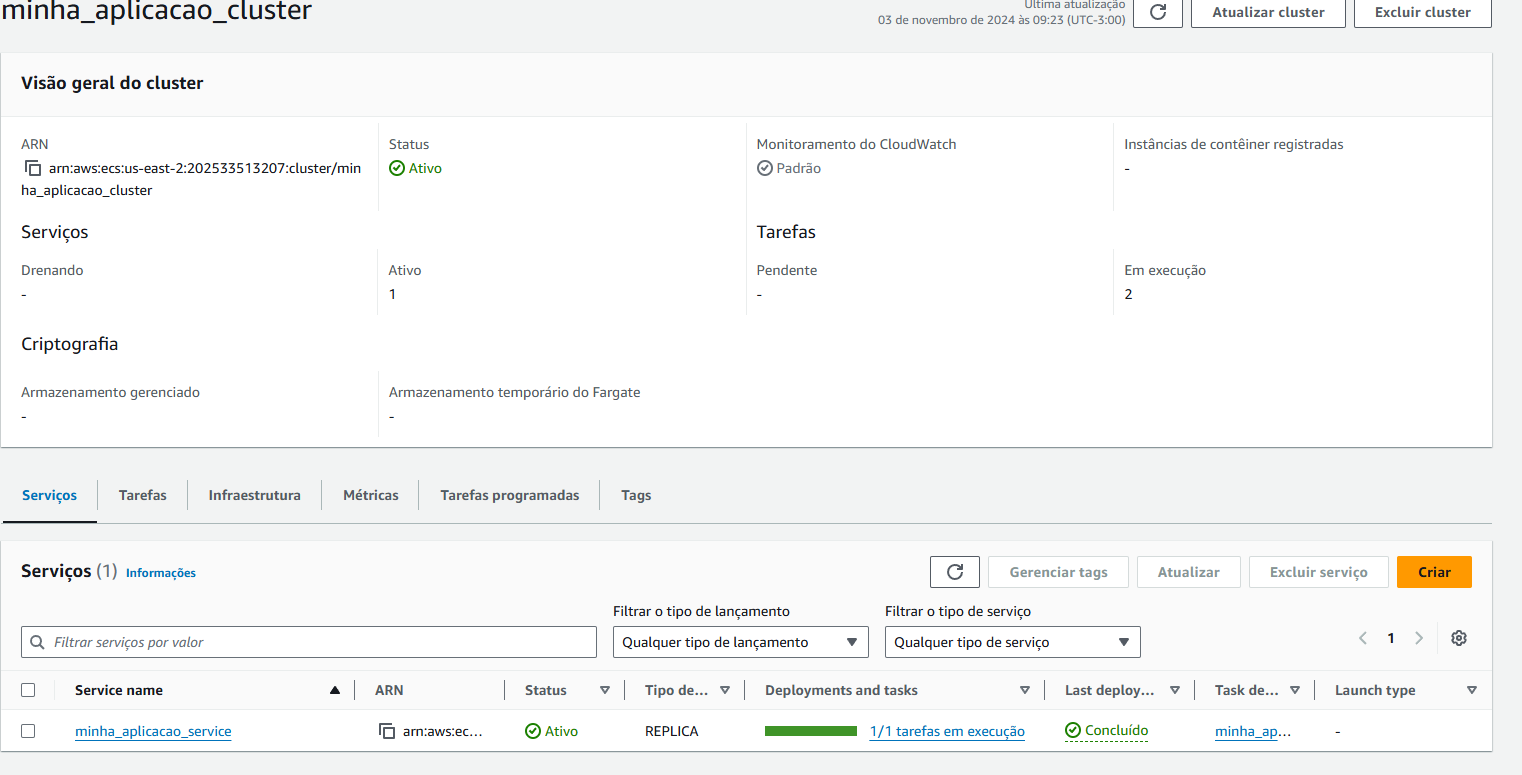 minha_aplicacao_cluster
Última atualização
03 de novembro de 2024 às 09:23 (UTC-3:00)
Atualizar cluster
Excluir cluster
Visão geral do cluster
ARN
arn:aws:ecs:us-east-2:202533513207:cluster/min
ha_aplicacao_cluster
Status
Ativo
Monitoramento do CloudWatch
Padrão
Instâncias de contêiner registradas
-
Serviços
Tarefas
Drenando
-
Ativo
1
Pendente
-
Em execução
2
Criptografia
Armazenamento gerenciado
-
Armazenamento temporário do Fargate
-
Serviços
Tarefas
Infraestrutura
Métricas
Tarefas programadas
Tags
Serviços (1) Informações
Gerenciar tags
Atualizar
Excluir serviço
Criar
Filtrar serviços por valor
Filtrar o tipo de lançamento
Qualquer tipo de lançamento
Filtrar o tipo de serviço
Qualquer tipo de serviço
1
Service name
ARN
Status
Tipo de...
Deployments and tasks
Last deploy...
Task de...
Launch type
minha_aplicacao_service
arn:aws:ec...
Ativo
REPLICA
1/1 tarefas em execução
Concluído
minha_ap...
-